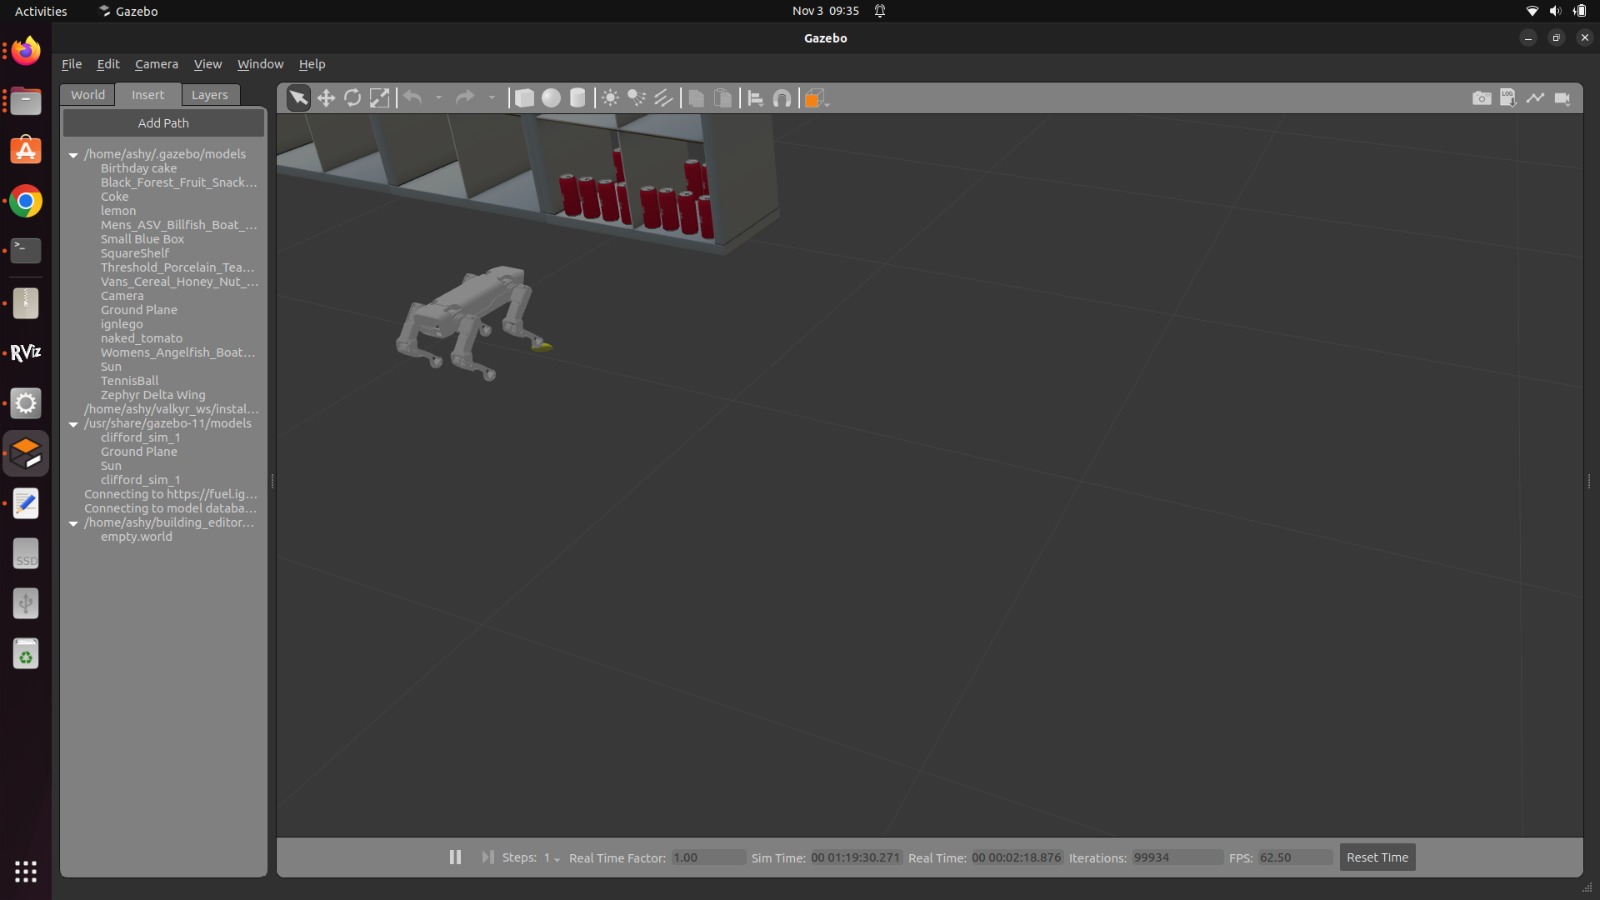 Activities Gazebo Nov 3 09:35
Gazebo
File Edit Camera View Window Help
World Insert Layers
Add Path
/home/ashy/.gazebo/models
Birthday cake
Black_Forest_Fruit_Snack...
Coke
lemon
Mens_ASV_Billfish_Boat_...
Small Blue Box
SquareShelf
Threshold_Porcelain_Tea...
Vans_Cereal_Honey_Nut_...
Camera
Ground Plane
ignlego
naked_tomato
Womens_Angelfish_Boat...
Sun
TennisBall
Zephyr Delta Wing
/home/ashy/valkyr_ws/instal...
/usr/share/gazebo-11/models
clifford_sim_1
Ground Plane
Sun
clifford_sim_1
Connecting to https://fuel.ig...
Connecting to model databa...
/home/ashy/building_editor...
empty.world
RViz
SSD
LOG
Steps: 1 Real Time Factor: 1.00 Sim Time: 00 01:19:30.271 Real Time: 00 00:02:18.876 Iterations: 99934 FPS: 62.50 Reset Time